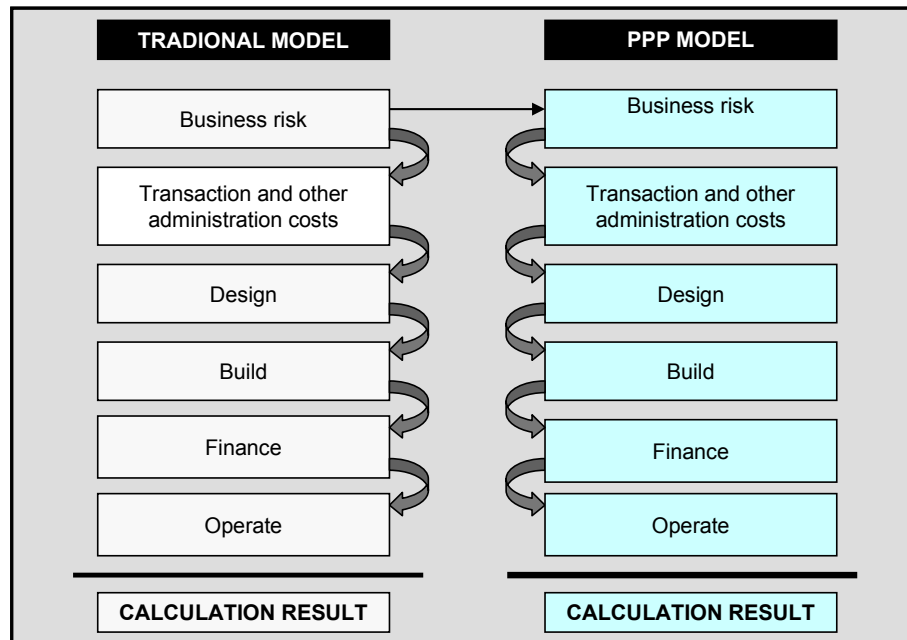 TRADIONAL MODEL
Business risk
Transaction and other
administration costs
Design
Build
Finance
Operate
CALCULATION RESULT
PPP MODEL
Business risk
Transaction and other
administration costs
Design
Build
Finance
Operate
CALCULATION RESULT